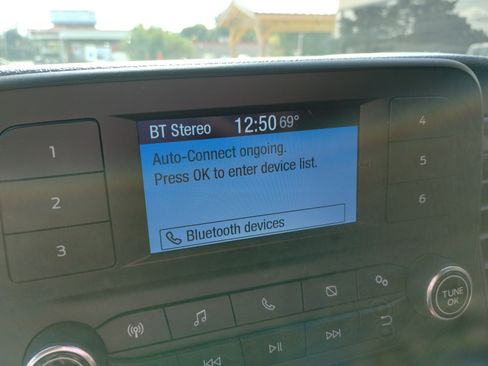 BT Stereo 12:50 69°
Auto-Connect ongoing.
Press OK to enter device list.
Bluetooth devices
1
2
3
4
5
6
TUNE
OK